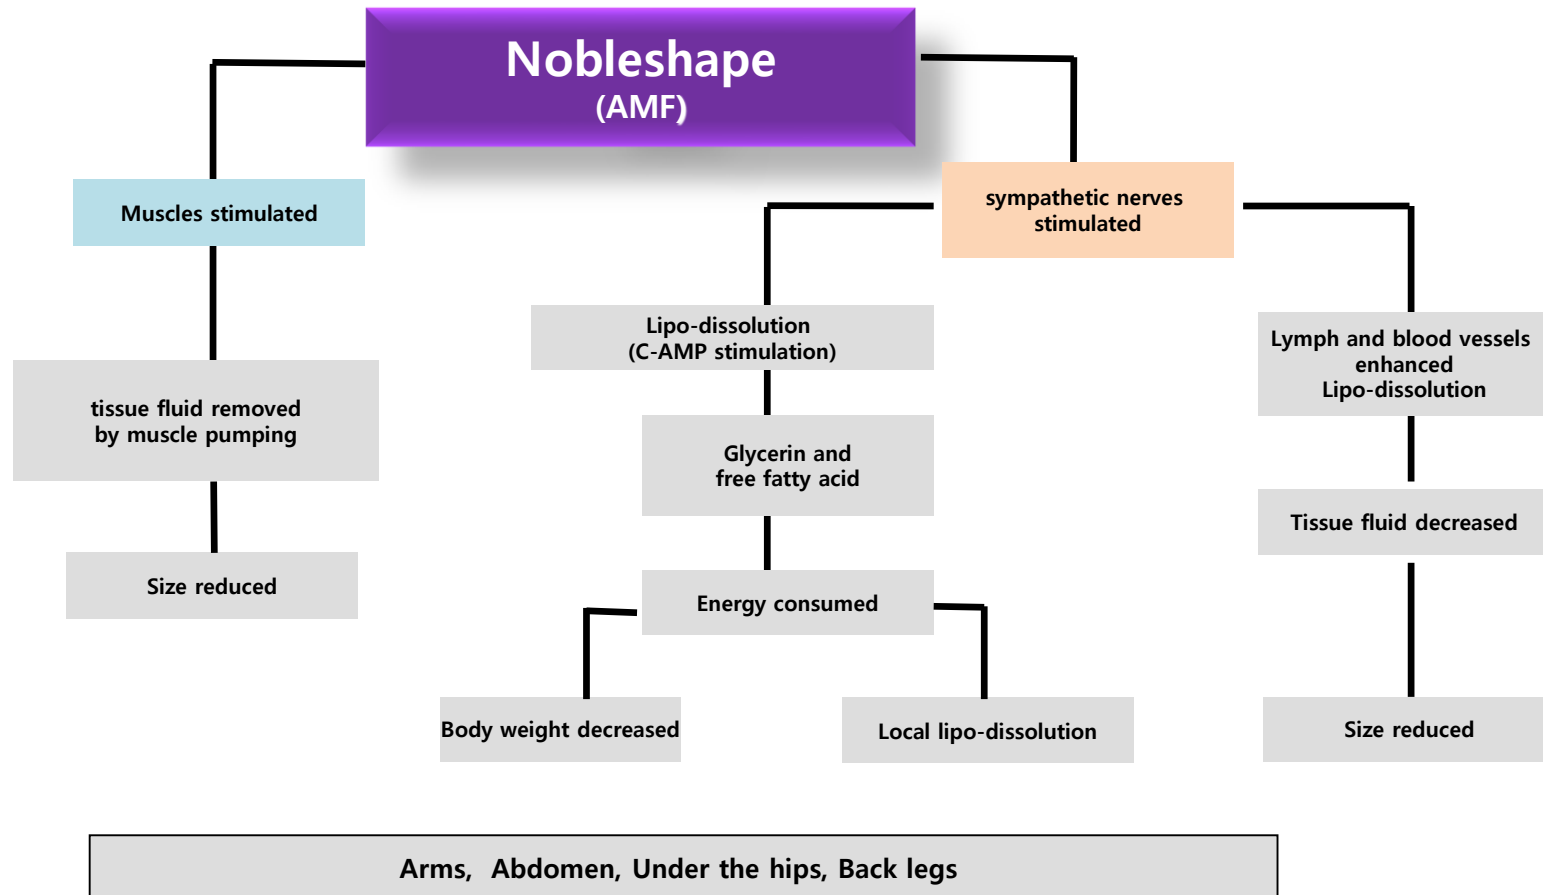 Nobleshape
(AMF)
Muscles stimulated
sympathetic nerves
stimulated
Lipo-dissolution
(C-AMP stimulation)
Lymph and blood vessels
enhanced
Lipo-dissolution
tissue fluid removed
by muscle pumping
Glycerin and
free fatty acid
Tissue fluid decreased
Size reduced
Energy consumed
Body weight decreased
Local lipo-dissolution
Size reduced
Arms, Abdomen, Under the hips, Back legs